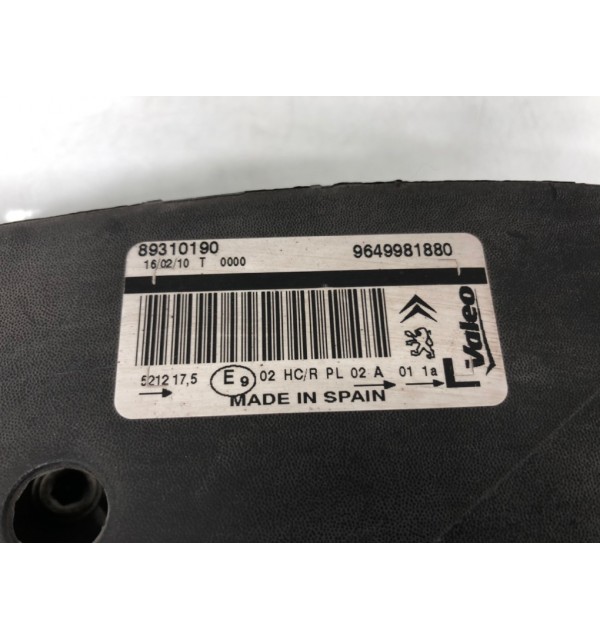 89310190 9649981880
16/02/10 T 0000
5212 17,5 E9 02 HC/R PL 02 A 01 1a L
MADE IN SPAIN
Valeo